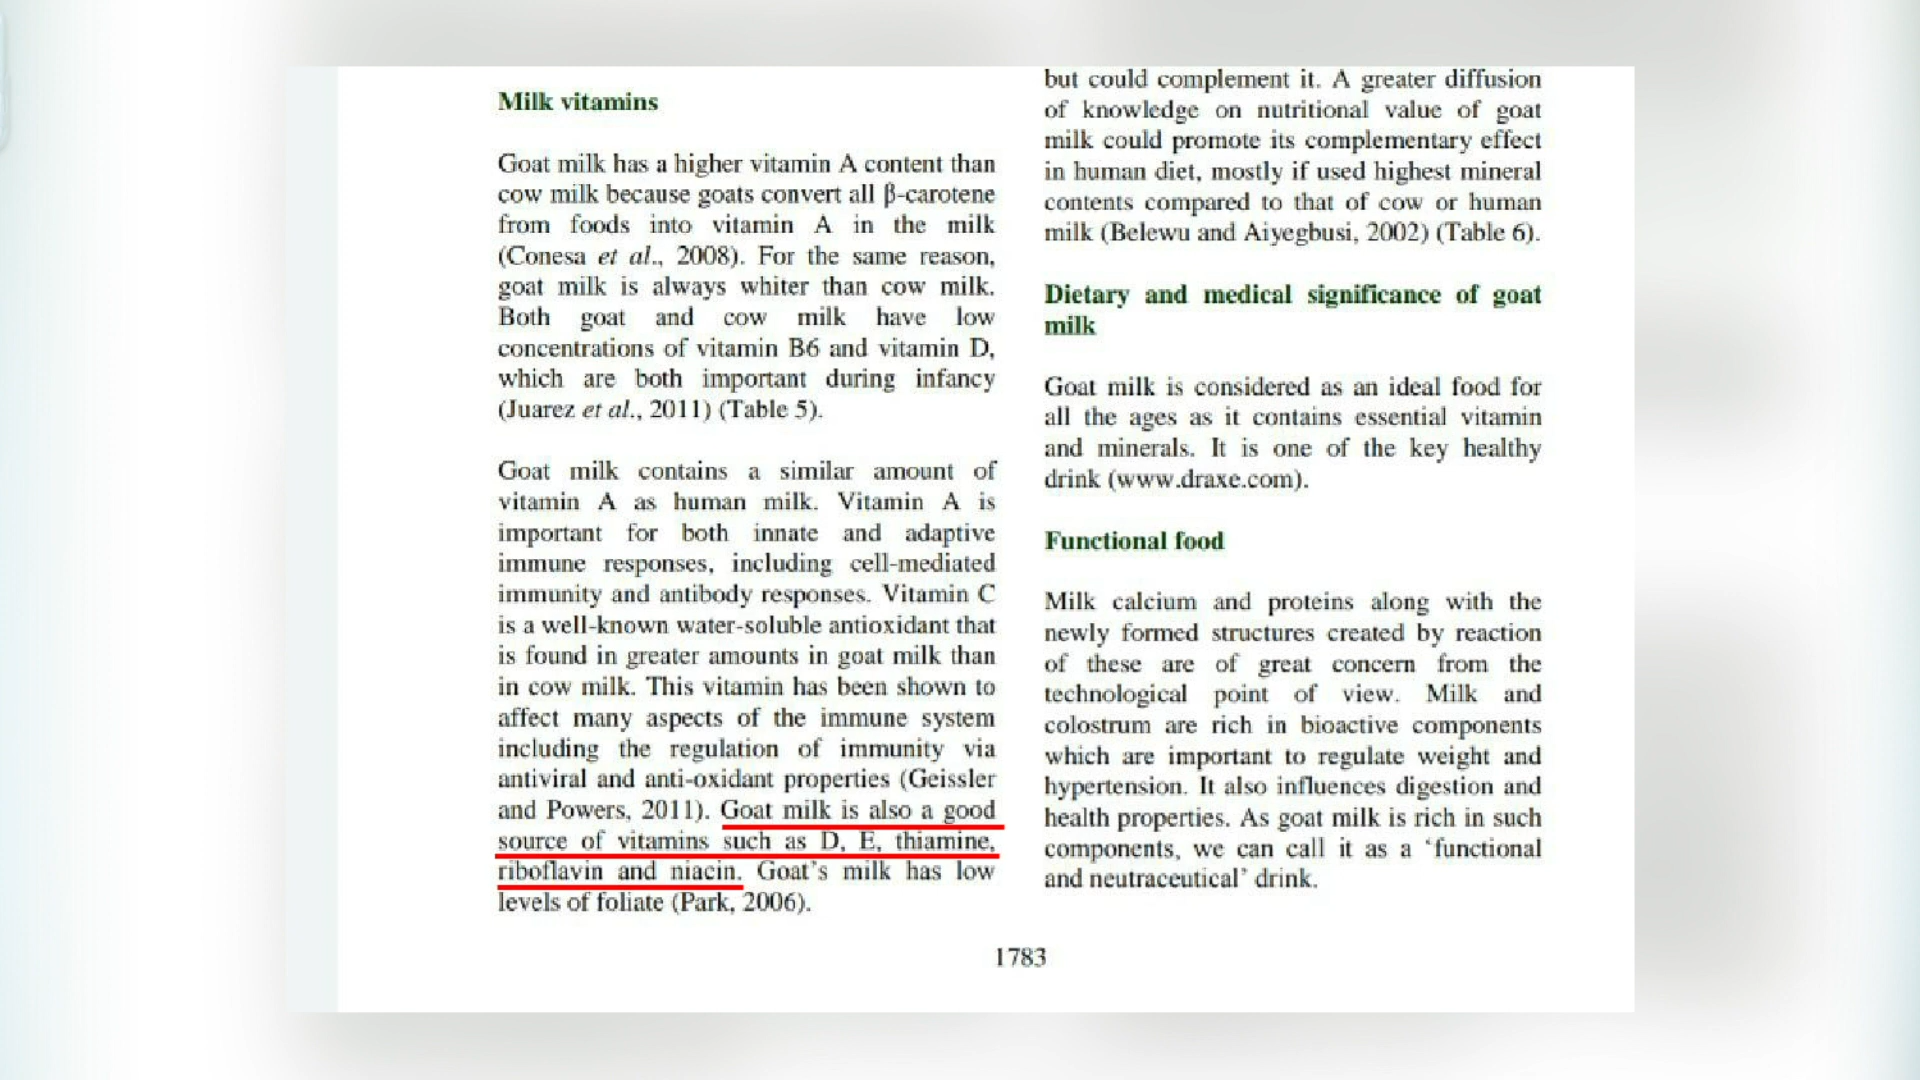 Milk vitamins
Goat milk has a higher vitamin A content than
cow milk because goats convert all β-carotene
from foods into vitamin A in the milk
(Conesa et al., 2008). For the same reason,
goat milk is always whiter than cow milk.
Both goat and cow milk have low
concentrations of vitamin B6 and vitamin D,
which are both important during infancy
(Juarez et al., 2011) (Table 5).
Goat milk contains a similar amount of
vitamin A as human milk. Vitamin A is
important for both innate and adaptive
immune responses, including cell-mediated
immunity and antibody responses. Vitamin C
is a well-known water-soluble antioxidant that
is found in greater amounts in goat milk than
in cow milk. This vitamin has been shown to
affect many aspects of the immune system
including the regulation of immunity via
antiviral and anti-oxidant properties (Geissler
and Powers, 2011). Goat milk is also a good
source of vitamins such as D, E, thiamine,
riboflavin and niacin. Goat's milk has low
levels of foliate (Park, 2006).
but could complement it. A greater diffusion
of knowledge on nutritional value of goat
milk could promote its complementary effect
in human diet, mostly if used highest mineral
contents compared to that of cow or human
milk (Belewu and Aiyegbusi, 2002) (Table 6).
Dietary and medical significance of goat
milk
Goat milk is considered as an ideal food for
all the ages as it contains essential vitamin
and minerals. It is one of the key healthy
drink (www.draxe.com).
Functional food
Milk calcium and proteins along with the
newly formed structures created by reaction
of these are of great concern from the
technological point of view. Milk and
colostrum are rich in bioactive components
which are important to regulate weight and
hypertension. It also influences digestion and
health properties. As goat milk is rich in such
components, we can call it as a 'functional
and neutraceutical' drink.
1783